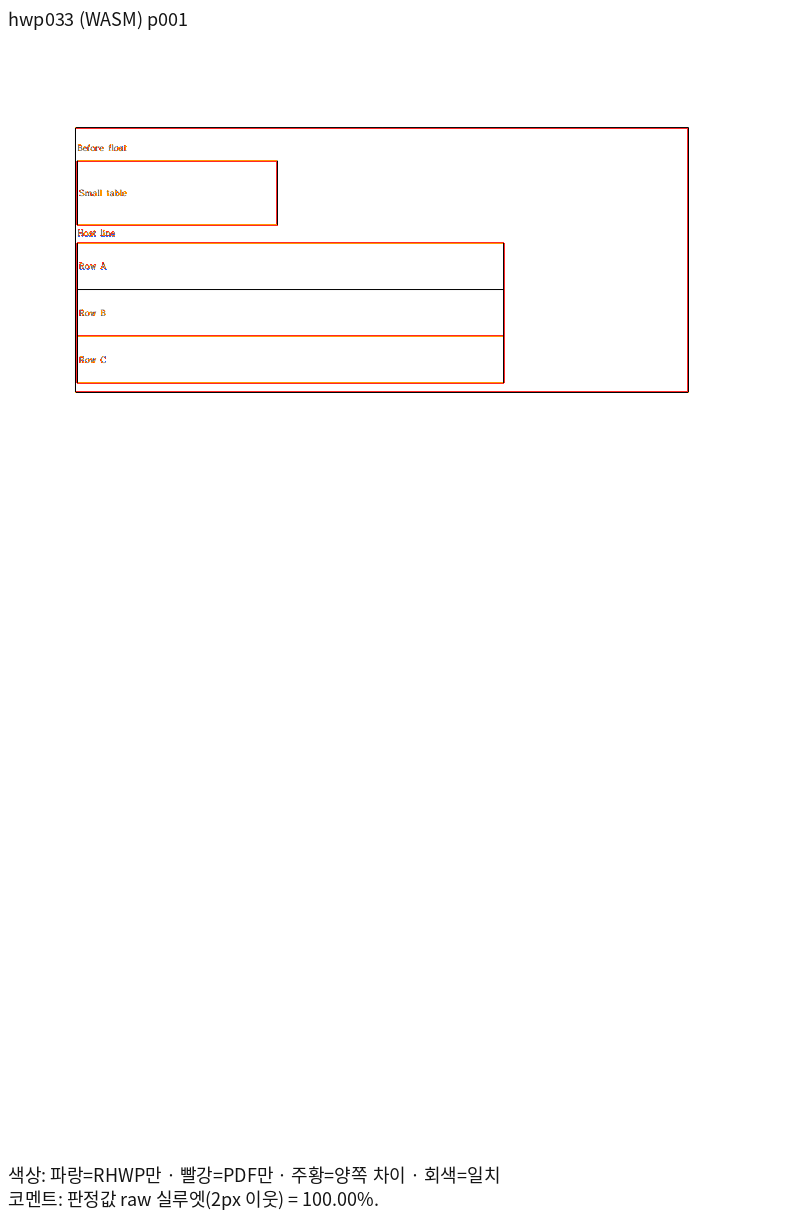 hwp033 (WASM) p001
Before float
Small table
Host line
Row A
Row B
Row C
색상: 파랑=RHWP만 · 빨강=PDF만 · 주황=양쪽 차이 · 회색=일치
코멘트: 판정값 raw 실루엣(2px 이웃) = 100.00%.